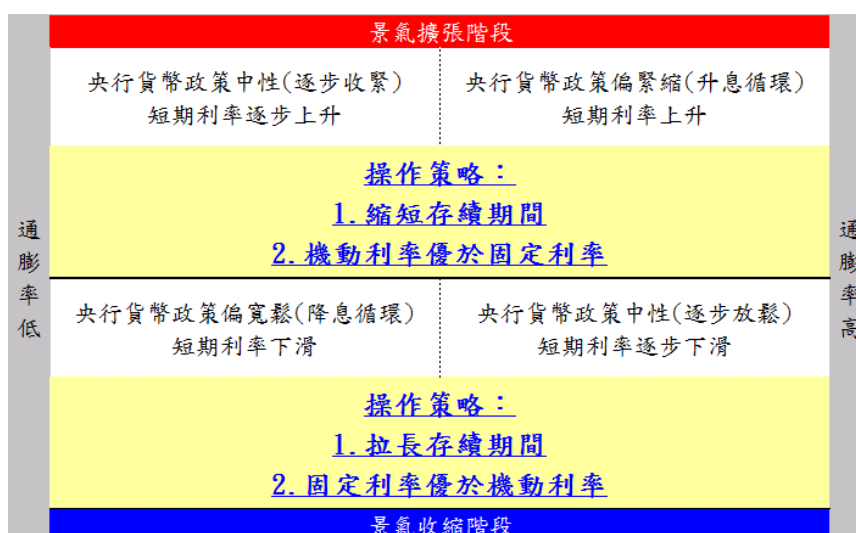 景氣擴張階段
央行貨幣政策中性(逐步收緊)
短期利率逐步上升
央行貨幣政策偏緊縮(升息循環)
短期利率上升
操作策略：
1.縮短存續期間
2.機動利率優於固定利率
通膨率低
通膨率高
央行貨幣政策偏寬鬆(降息循環)
短期利率下滑
央行貨幣政策中性(逐步放鬆)
短期利率逐步下滑
操作策略：
1.拉長存續期間
2.固定利率優於機動利率
景氣收縮階段